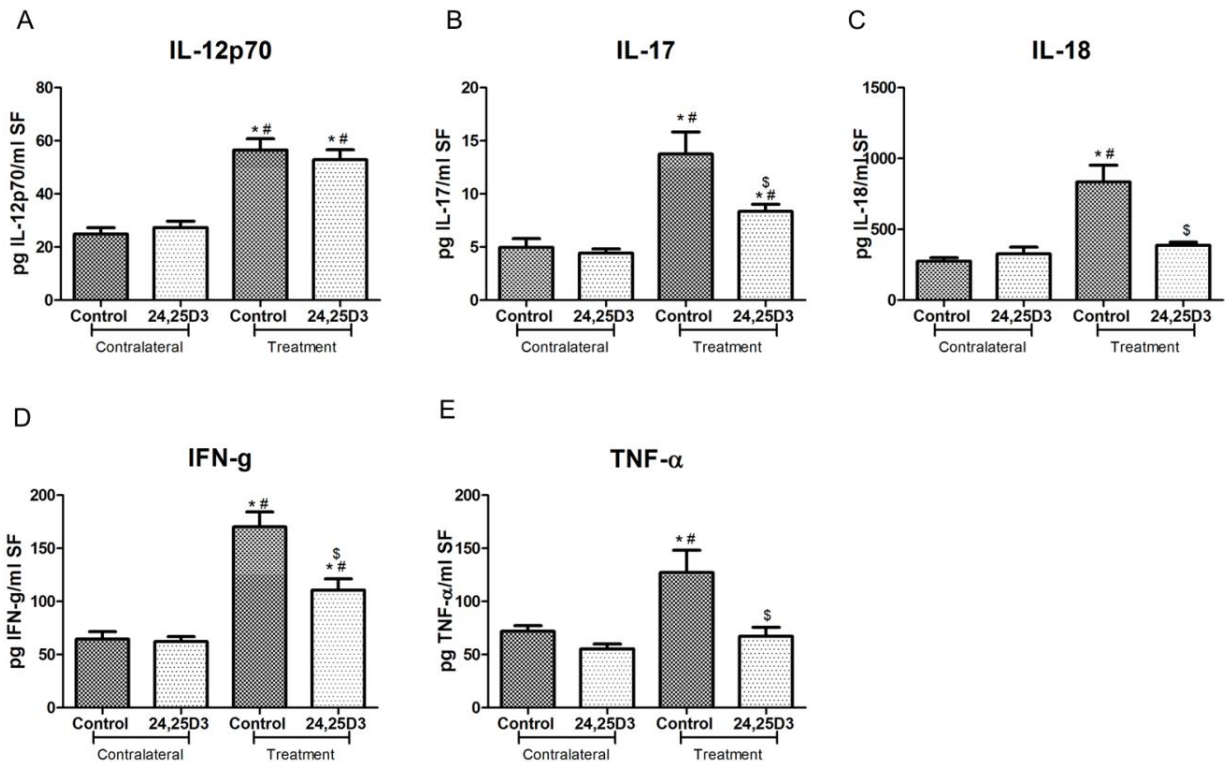 A
IL-12p70
80
60
40
20
0
pg IL-12p70/ml SF
* #
* #
Control
24,25D3
Control
24,25D3
Contralateral
Treatment
B
IL-17
20
15
10
5
0
pg IL-17/ml SF
* #
$
* #
Control
24,25D3
Control
24,25D3
Contralateral
Treatment
C
IL-18
1500
1000
500
0
pg IL-18/ml SF
* #
$
Control
24,25D3
Control
24,25D3
Contralateral
Treatment
D
IFN-g
200
150
100
50
0
pg IFN-g/ml SF
* #
$
* #
Control
24,25D3
Control
24,25D3
Contralateral
Treatment
E
TNF-α
200
150
100
50
0
pg TNF-α/ml SF
* #
$
Control
24,25D3
Control
24,25D3
Contralateral
Treatment